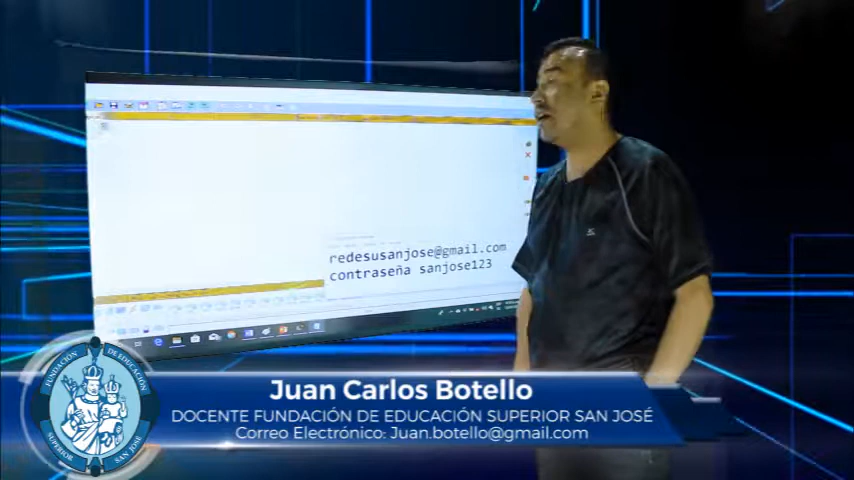 redesusanjose@gmail.com
contraseña sanjose123
FUNDACIÓN DE EDUCACIÓN
SUPERIOR SAN JOSÉ
Juan Carlos Botello
DOCENTE FUNDACIÓN DE EDUCACIÓN SUPERIOR SAN JOSÉ
Correo Electrónico: Juan.botello@gmail.com